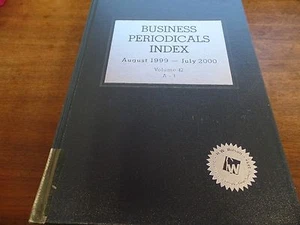 BUSINESS
PERIODICALS
INDEX
August 1999 — July 2000
Volume 42
A - I
W